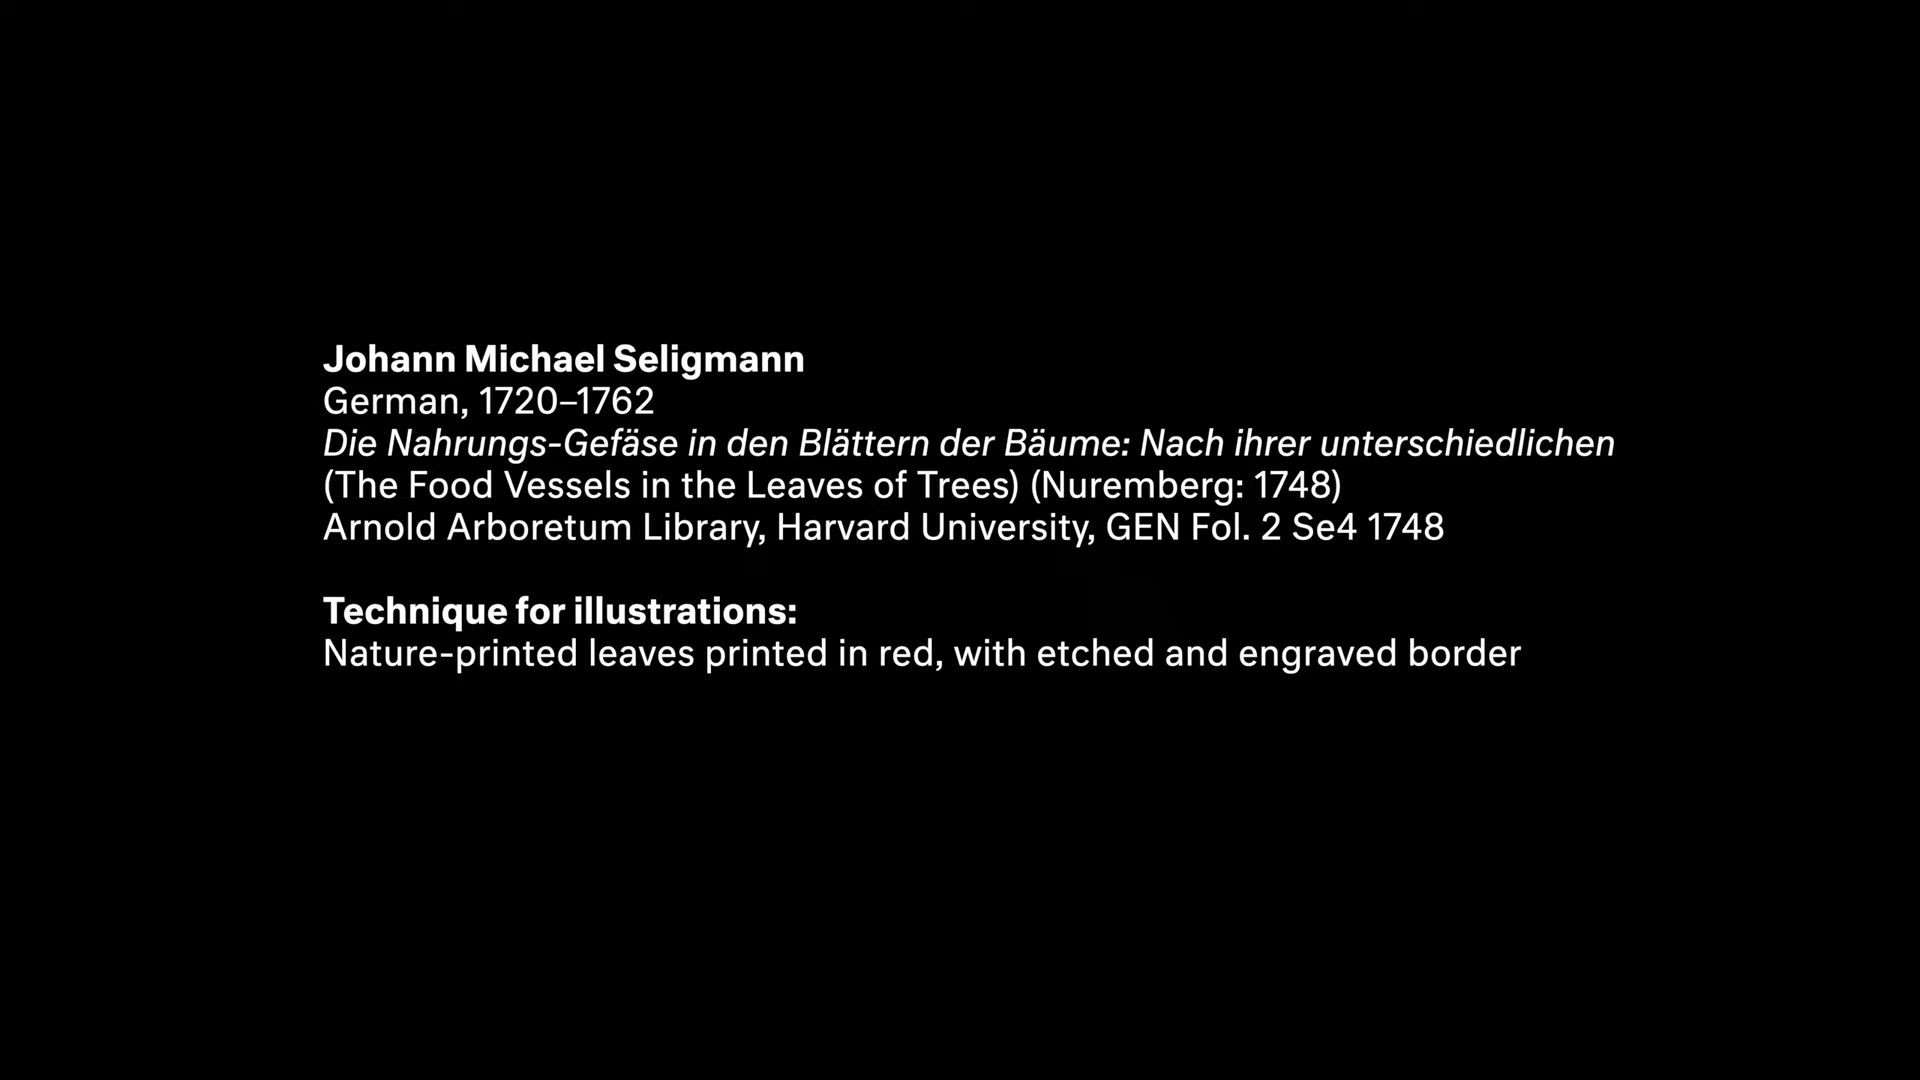 Johann Michael Seligmann
German, 1720–1762
Die Nahrungs-Gefäse in den Blättern der Bäume: Nach ihrer unterschiedlichen
(The Food Vessels in the Leaves of Trees) (Nuremberg: 1748)
Arnold Arboretum Library, Harvard University, GEN Fol. 2 Se4 1748
Technique for illustrations:
Nature-printed leaves printed in red, with etched and engraved border